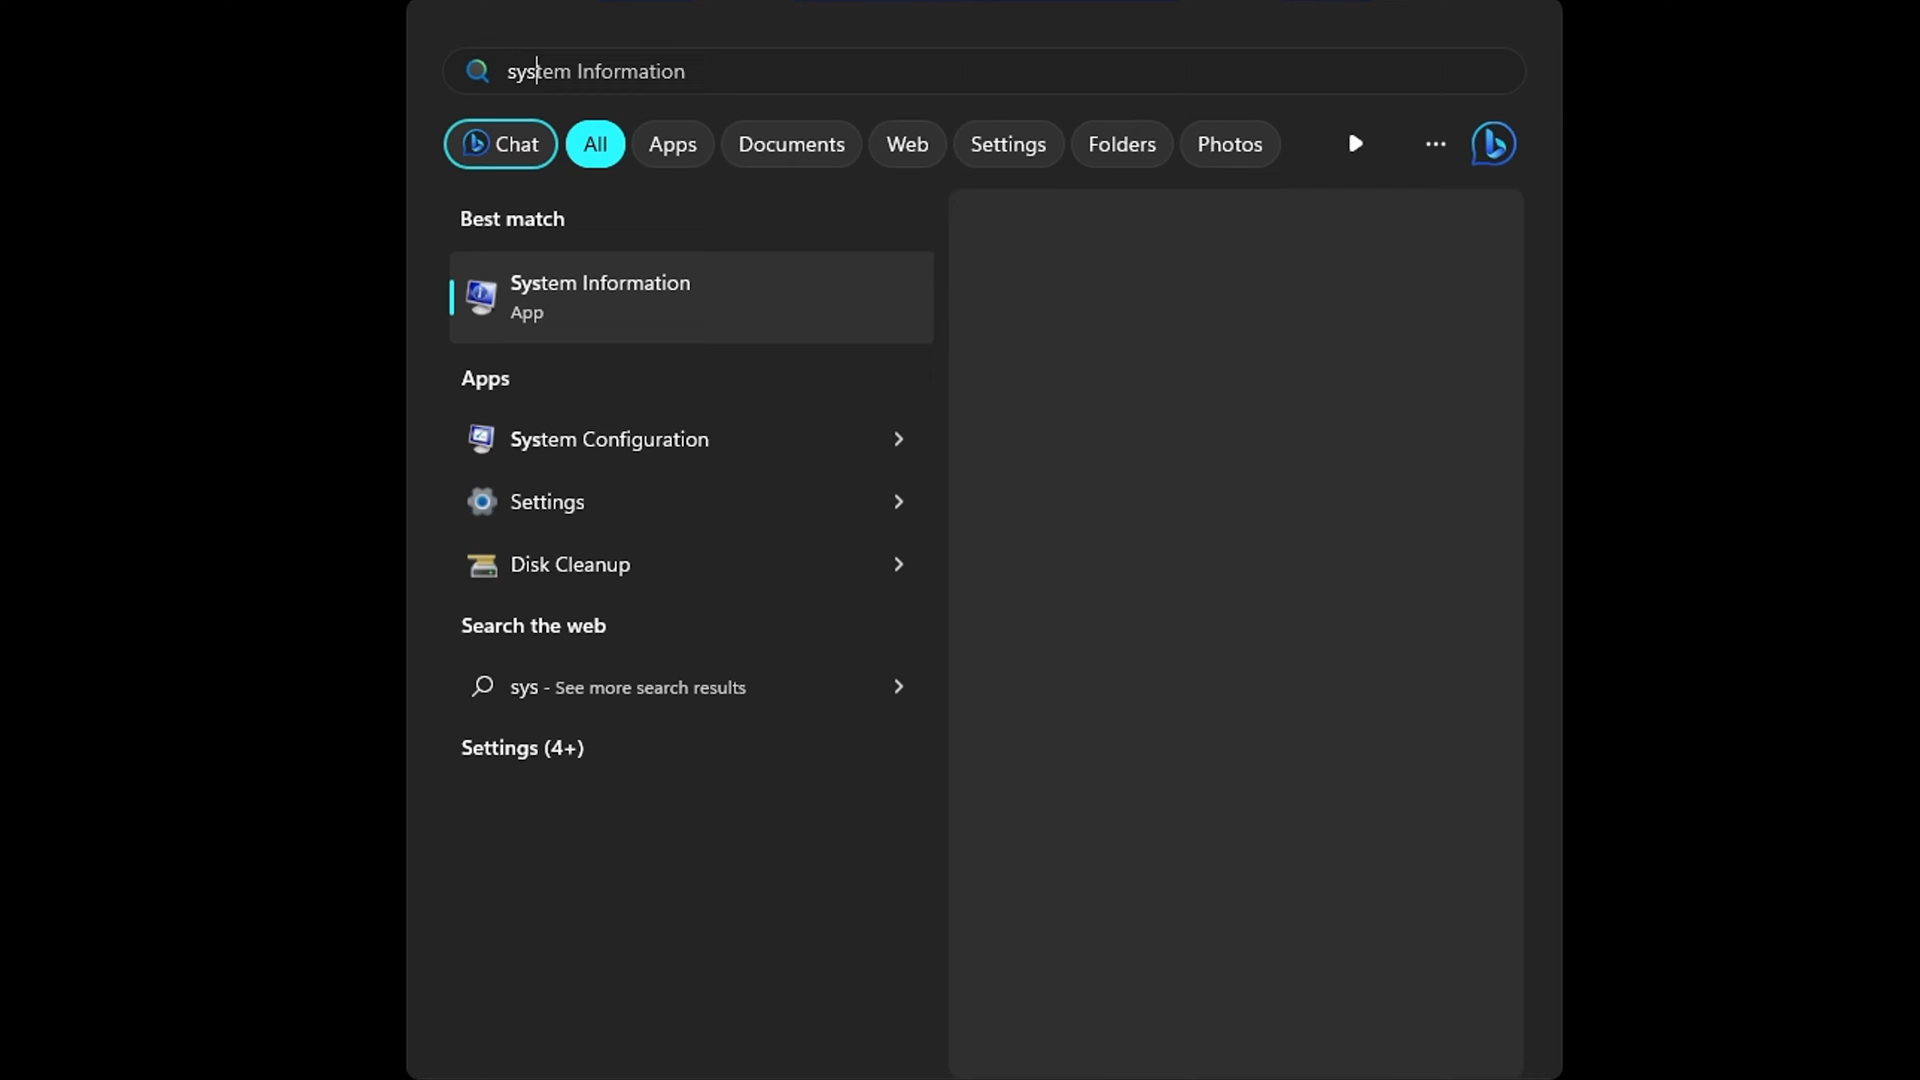 system Information
Chat
All
Apps
Documents
Web
Settings
Folders
Photos
Best match
System Information
App
Apps
System Configuration
Settings
Disk Cleanup
Search the web
sys - See more search results
Settings (4+)